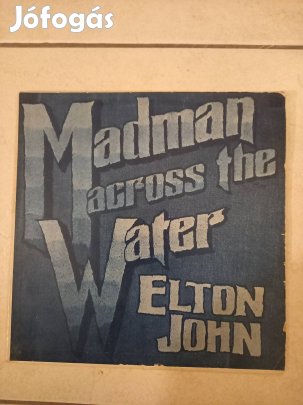 Jófogás
Madman
across the
Water
ELTON
JOHN